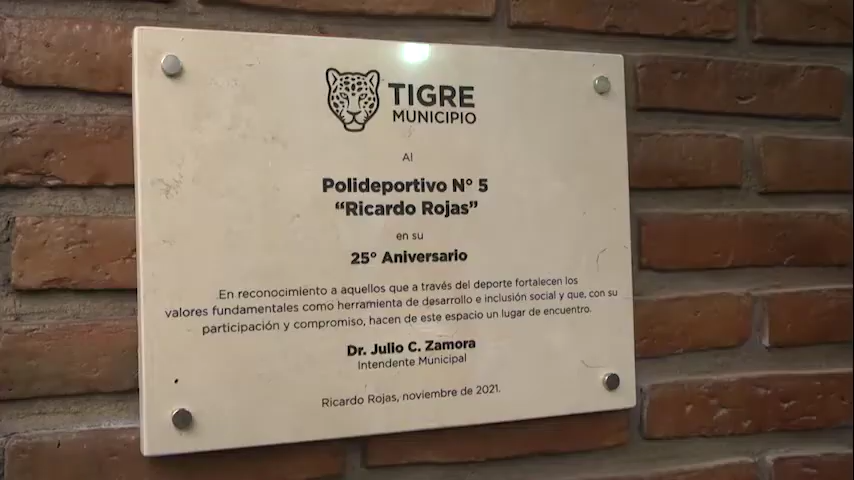 TIGRE
MUNICIPIO
Al
Polideportivo N° 5
“Ricardo Rojas”
en su
25° Aniversario
En reconocimiento a aquellos que a través del deporte fortalecen los
valores fundamentales como herramienta de desarrollo e inclusión social y que, con su
participación y compromiso, hacen de este espacio un lugar de encuentro.
Dr. Julio C. Zamora
Intendente Municipal
Ricardo Rojas, noviembre de 2021.